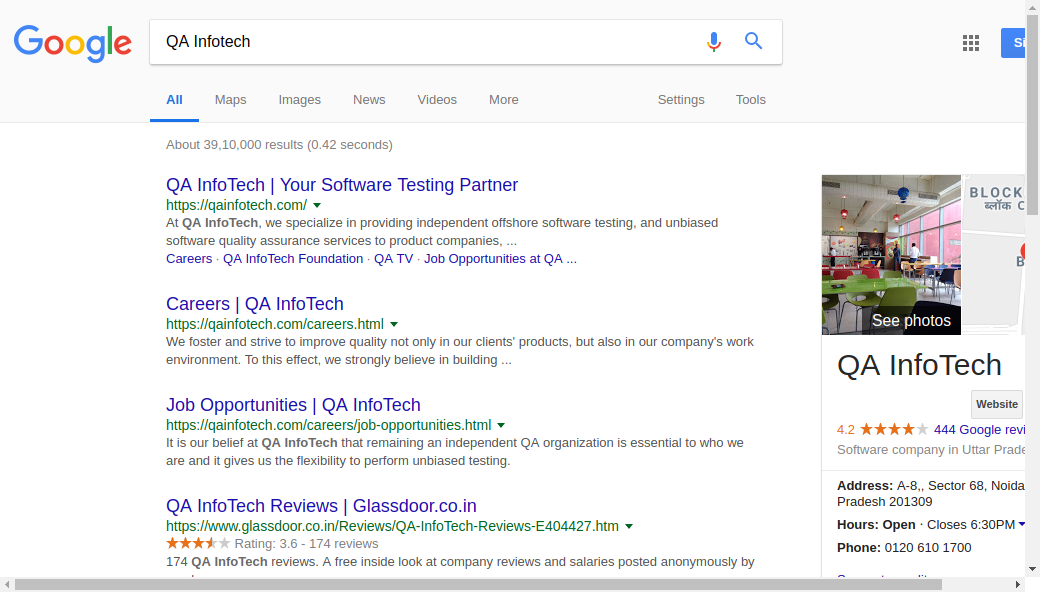 Google
QA Infotech
All Maps Images News Videos More Settings Tools
About 39,10,000 results (0.42 seconds)
QA InfoTech | Your Software Testing Partner
https://qainfotech.com/
At QA InfoTech, we specialize in providing independent offshore software testing, and unbiased
software quality assurance services to product companies, ...
Careers · QA InfoTech Foundation · QA TV · Job Opportunities at QA ...
Careers | QA InfoTech
https://qainfotech.com/careers.html
We foster and strive to improve quality not only in our clients' products, but also in our company's work
environment. To this effect, we strongly believe in building ...
Job Opportunities | QA InfoTech
https://qainfotech.com/careers/job-opportunities.html
It is our belief at QA InfoTech that remaining an independent QA organization is essential to who we
are and it gives us the flexibility to perform unbiased testing.
QA InfoTech Reviews | Glassdoor.co.in
https://www.glassdoor.co.in/Reviews/QA-InfoTech-Reviews-E404427.htm
Rating: 3.6 - 174 reviews
174 QA InfoTech reviews. A free inside look at company reviews and salaries posted anonymously by
BLOCK
ब्लॉक C
B
See photos
QA InfoTech
Website
4.2 444 Google revi
Software company in Uttar Prade
Address: A-8,, Sector 68, Noida
Pradesh 201309
Hours: Open · Closes 6:30PM
Phone: 0120 610 1700